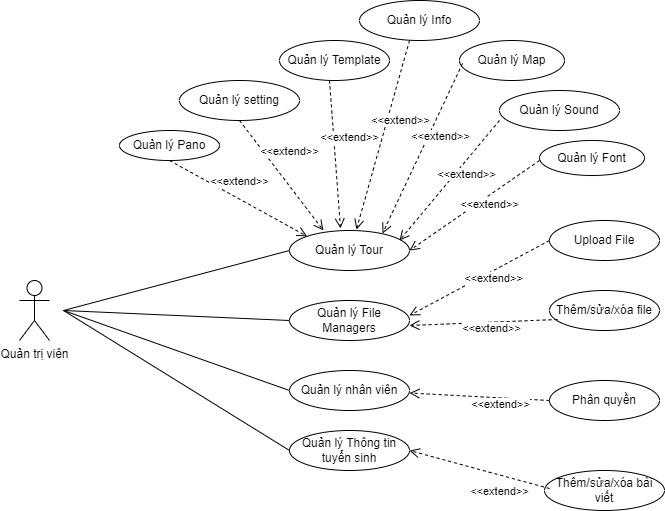 Quản lý Info
Quản lý Template
Quản lý Map
Quản lý setting
Quản lý Sound
<<extend>>
<<extend>>
<<extend>>
Quản lý Pano
<<extend>>
Quản lý Font
<<extend>>
<<extend>>
<<extend>>
Quản lý Tour
Upload File
<<extend>>
Quản lý File
Managers
Thêm/sửa/xóa file
<<extend>>
Quản trị viên
Quản lý nhân viên
Phân quyền
<<extend>>
Quản lý Thông tin
tuyển sinh
Thêm/sửa/xóa bài
viết
<<extend>>